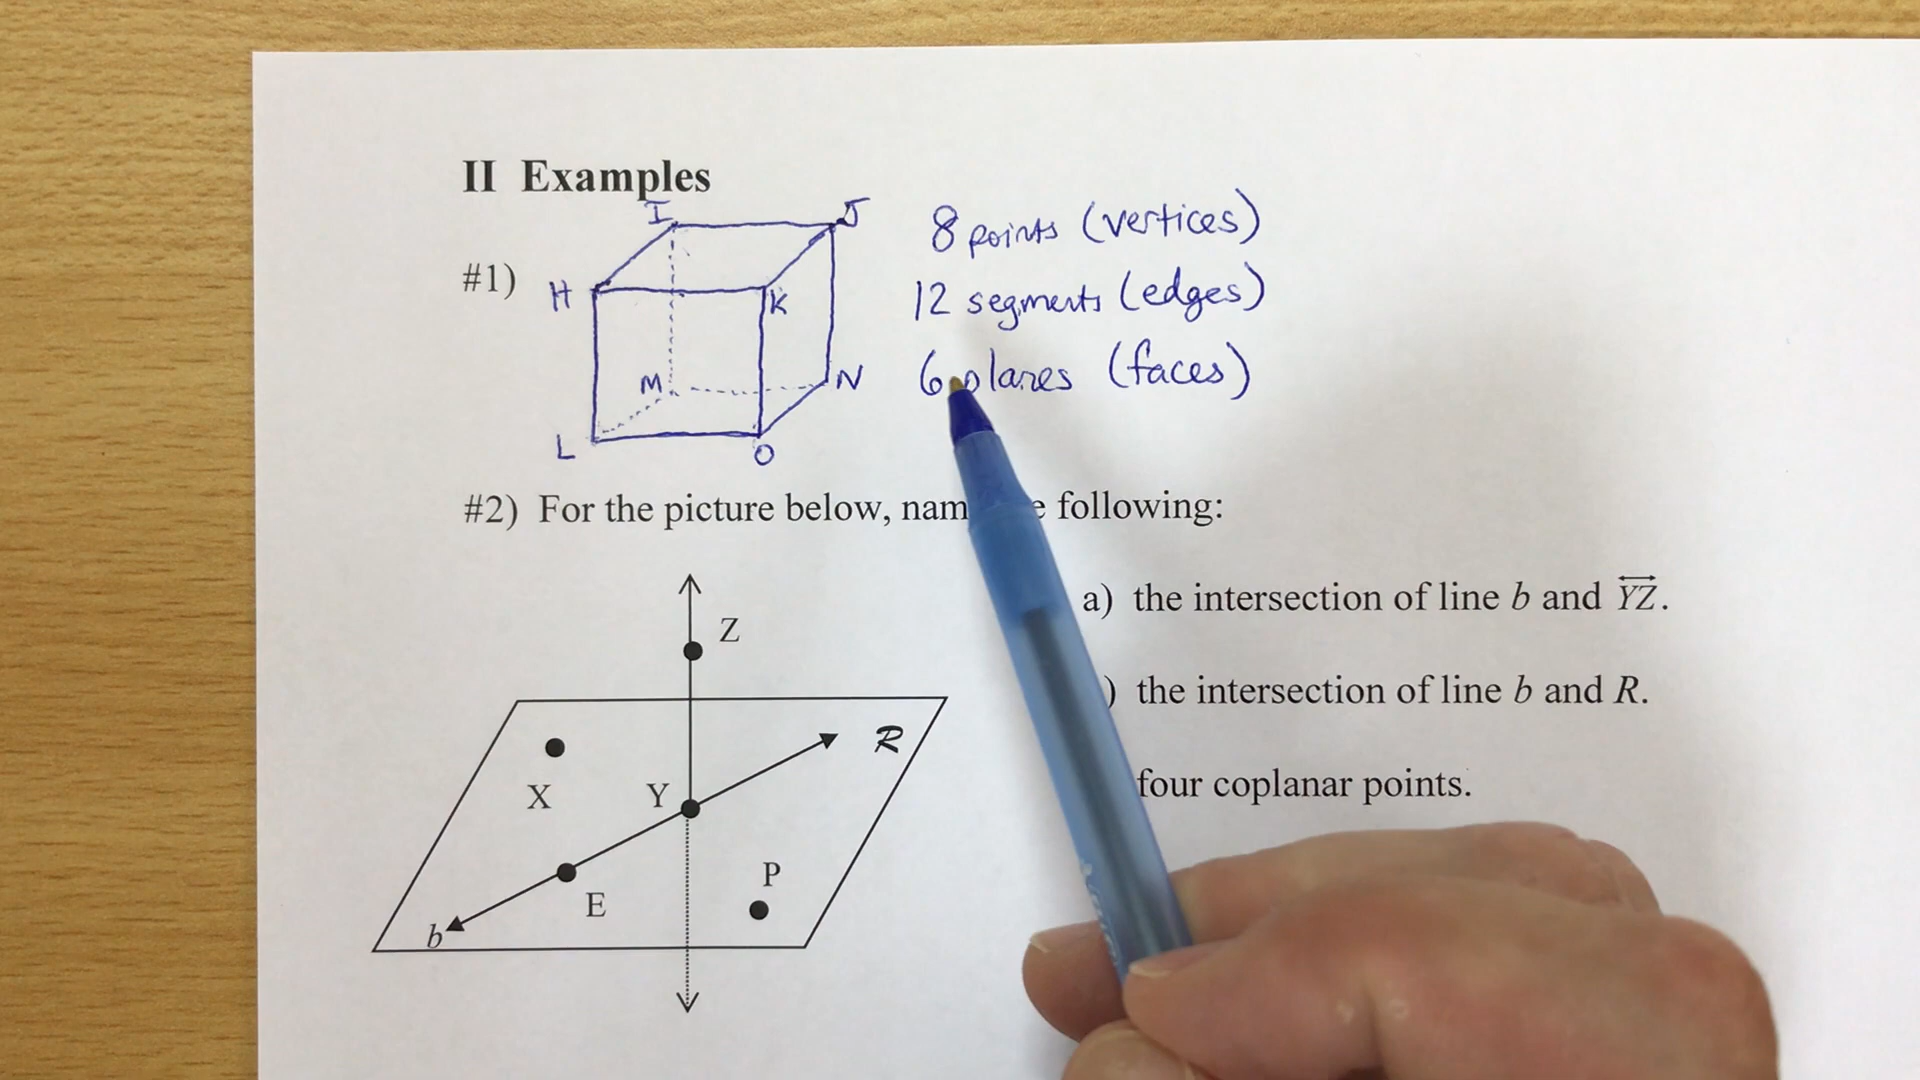 II Examples
#1)
I
J
H
K
M
N
L
O
8 points (vertices)
12 segments (edges)
6 planes (faces)
#2) For the picture below, nam e following:
Z
R
X
Y
P
E
b
a) the intersection of line b and YZ.
) the intersection of line b and R.
four coplanar points.